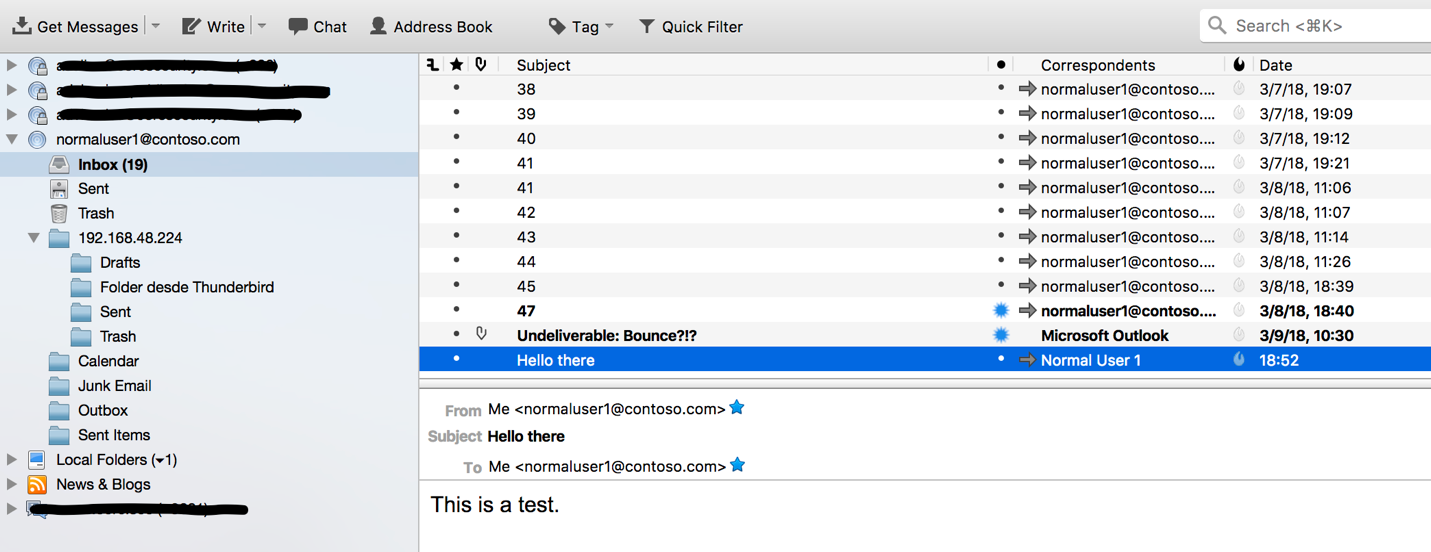 Get Messages Write Chat Address Book Tag Quick Filter Search <⌘K>
Subject Correspondents Date
38 normaluser1@contoso.... 3/7/18, 19:07
39 normaluser1@contoso.... 3/7/18, 19:09
40 normaluser1@contoso.... 3/7/18, 19:12
41 normaluser1@contoso.... 3/7/18, 19:21
41 normaluser1@contoso.... 3/8/18, 11:06
42 normaluser1@contoso.... 3/8/18, 11:07
43 normaluser1@contoso.... 3/8/18, 11:14
44 normaluser1@contoso.... 3/8/18, 11:26
45 normaluser1@contoso.... 3/8/18, 18:39
47 normaluser1@contoso.... 3/8/18, 18:40
Undeliverable: Bounce?!? Microsoft Outlook 3/9/18, 10:30
Hello there Normal User 1 18:52
normaluser1@contoso.com
Inbox (19)
Sent
Trash
192.168.48.224
Drafts
Folder desde Thunderbird
Sent
Trash
Calendar
Junk Email
Outbox
Sent Items
Local Folders (1)
News & Blogs
From Me <normaluser1@contoso.com>
Subject Hello there
To Me <normaluser1@contoso.com>
This is a test.